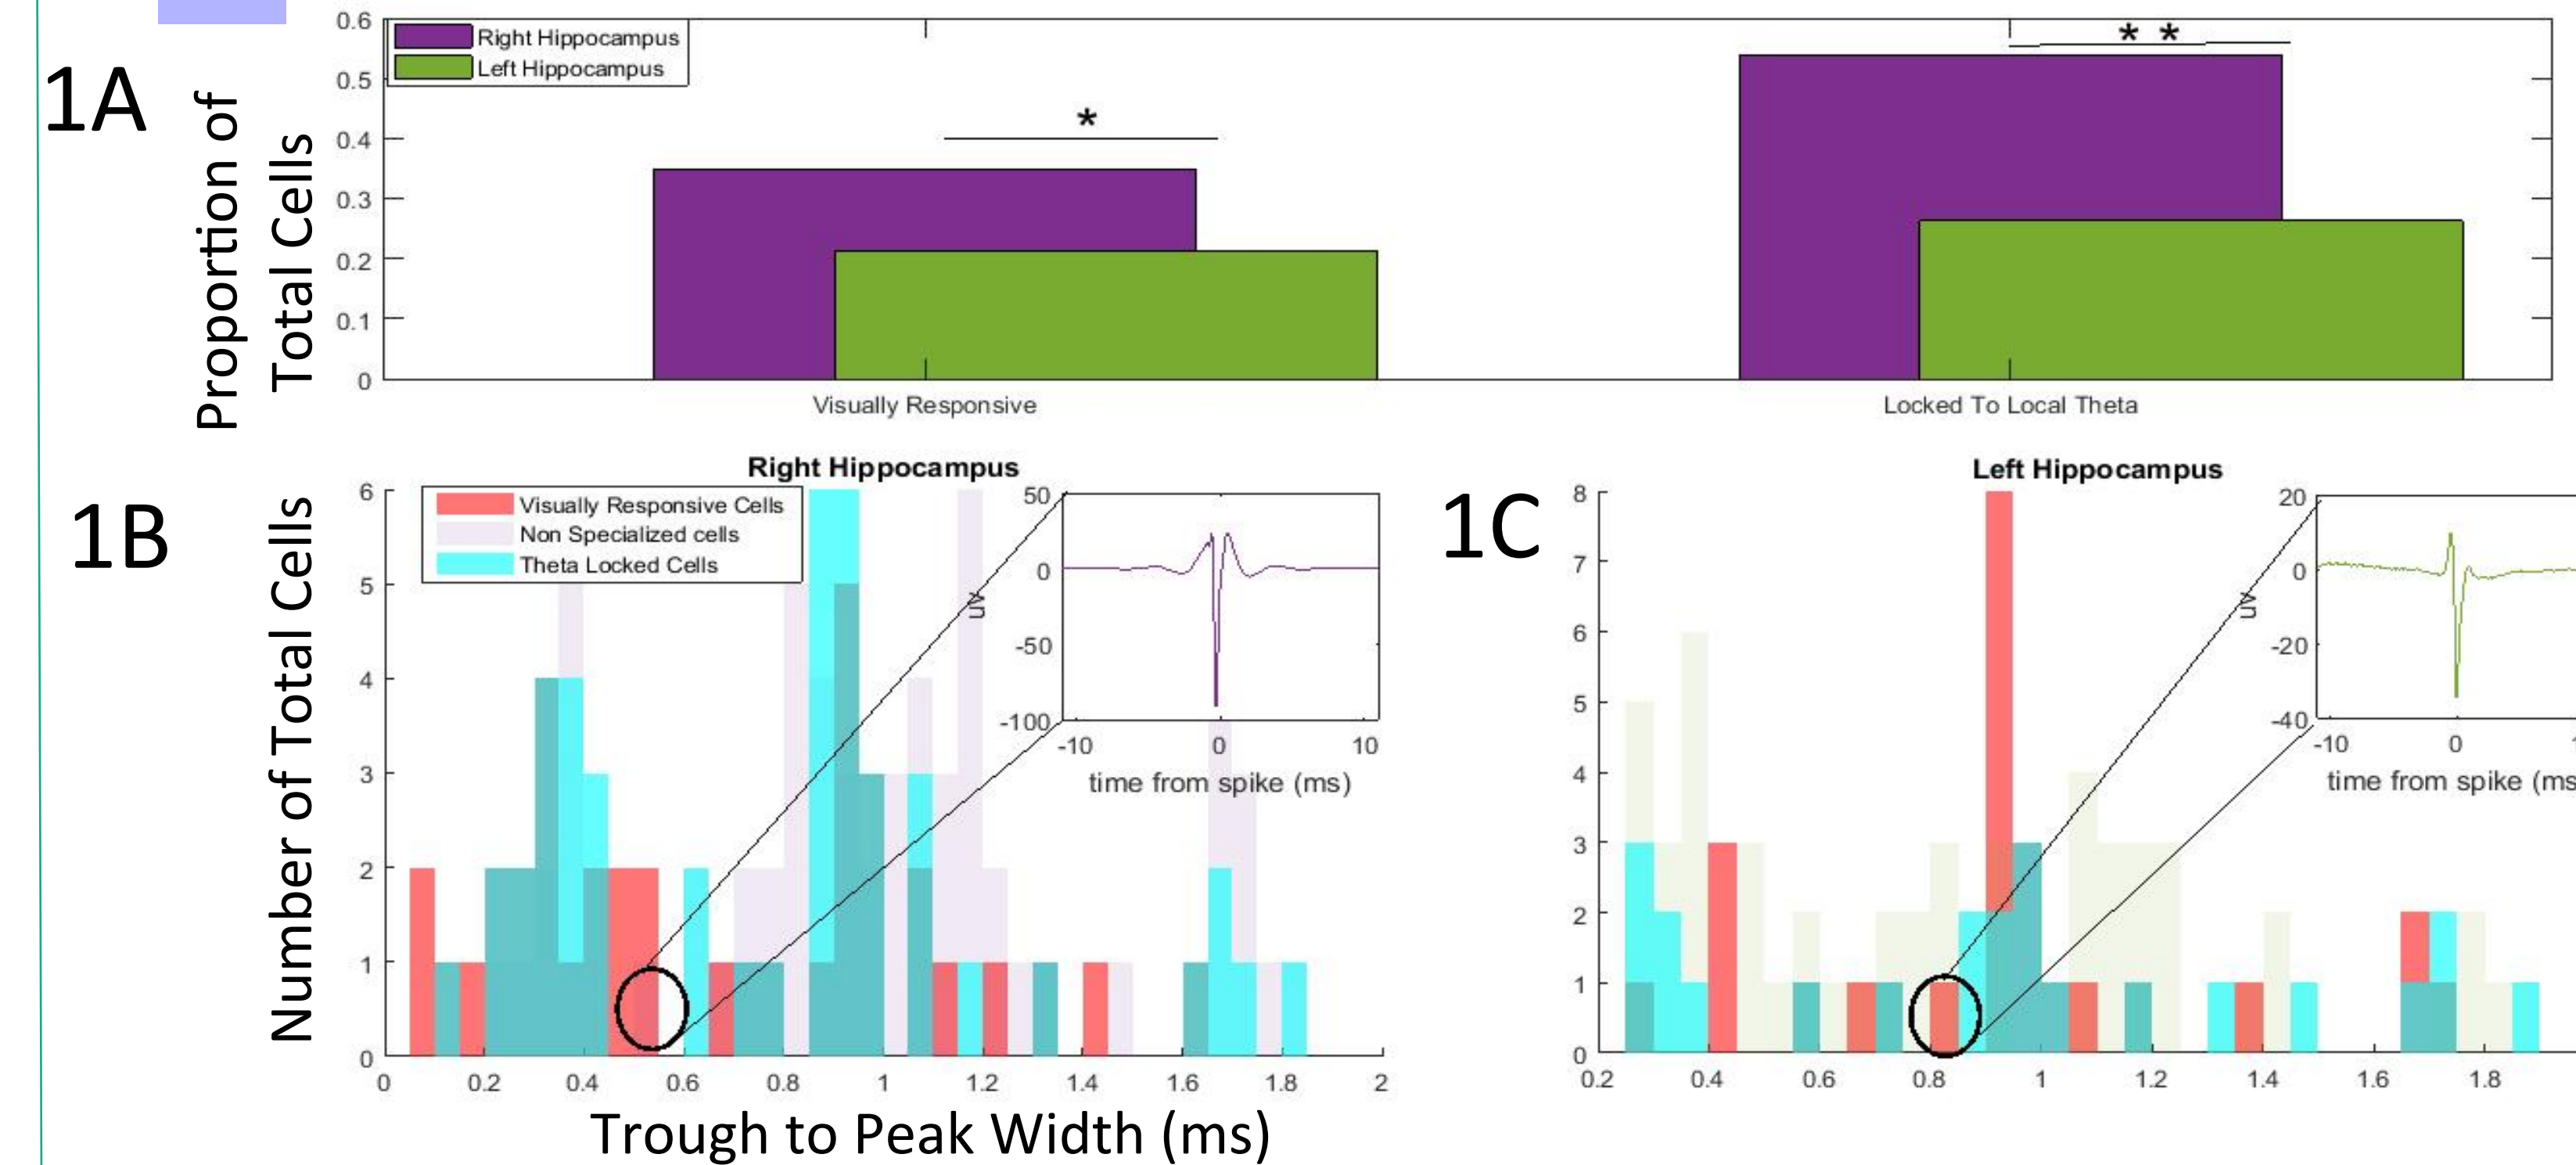 1A
Proportion of
Total Cells
0.6
0.5
0.4
0.3
0.2
0.1
0
Right Hippocampus
Left Hippocampus
*
* *
Visually Responsive
Locked To Local Theta
1B
Number of Total Cells
Right Hippocampus
6
5
4
3
2
1
0
Visually Responsive Cells
Non Specialized cells
Theta Locked Cells
50
0
-50
-100
uv
-10 0 10
time from spike (ms)
0 0.2 0.4 0.6 0.8 1 1.2 1.4 1.6 1.8 2
Trough to Peak Width (ms)
1C
Left Hippocampus
8
7
6
5
4
3
2
1
0
20
0
-20
-40
uv
-10 0
time from spike (ms
0.2 0.4 0.6 0.8 1 1.2 1.4 1.6 1.8